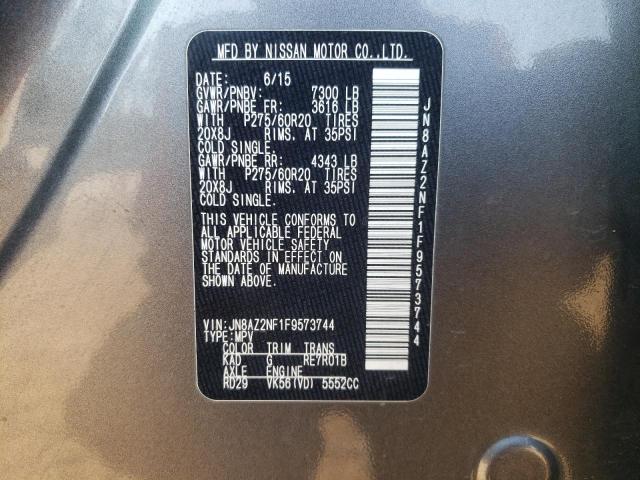 MFD BY NISSAN MOTOR CO.,LTD.
DATE: 6/15
GVWR/PNBV: 7300 LB
GAWR/PNBE FR: 3616 LB
WITH P275/60R20 TIRES
20X8J RIMS, AT 35PSI
COLD SINGLE.
GAWR/PNBE RR: 4343 LB
WITH P275/60R20 TIRES
20X8J RIMS, AT 35PSI
COLD SINGLE.
THIS VEHICLE CONFORMS TO
ALL APPLICABLE FEDERAL
MOTOR VEHICLE SAFETY
STANDARDS IN EFFECT ON
THE DATE OF MANUFACTURE
SHOWN ABOVE.
VIN: JN8AZ2NF1F9573744
TYPE: MPV
COLOR TRIM TRANS
KAD G RE7R01B
AXLE ENGINE
RD29 VK56(VD) 5552CC
JN8AZ2NF1F9573744